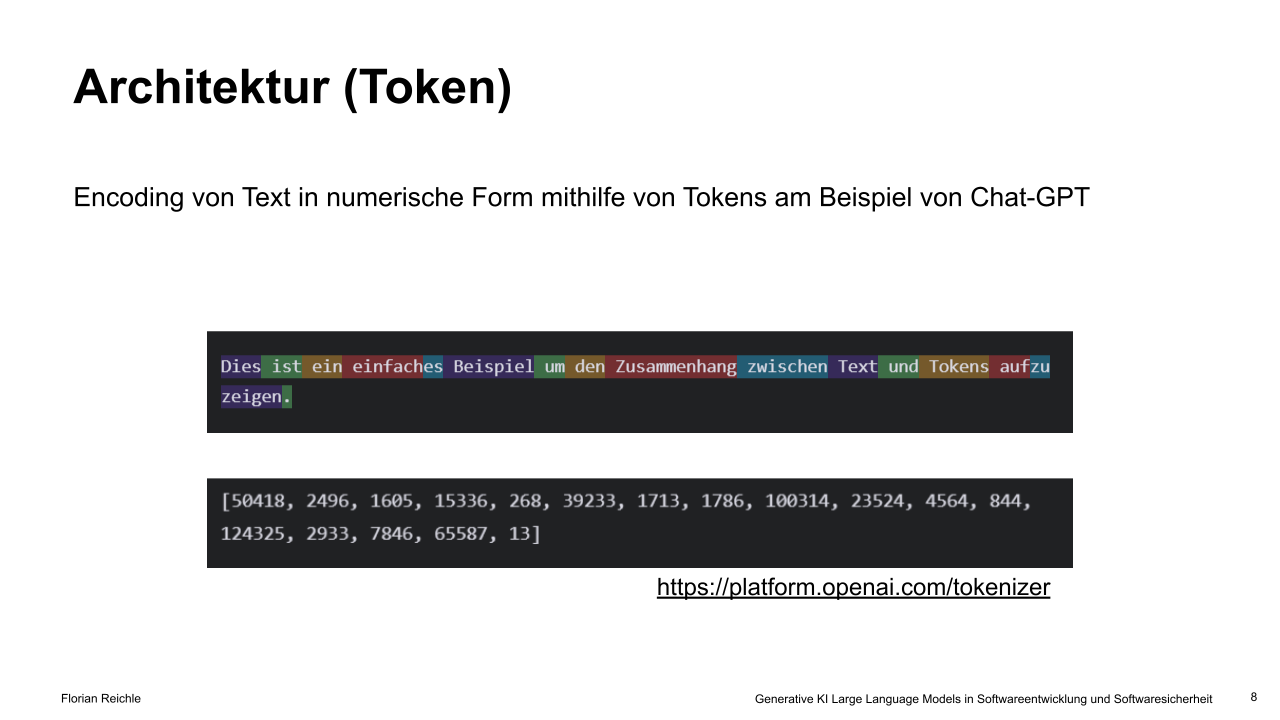 Architektur (Token)
Encoding von Text in numerische Form mithilfe von Tokens am Beispiel von Chat-GPT
Dies ist ein einfaches Beispiel um den Zusammenhang zwischen Text und Tokens aufzu
zeigen.
[50418, 2496, 1605, 15336, 268, 39233, 1713, 1786, 100314, 23524, 4564, 844,
124325, 2933, 7846, 65587, 13]
https://platform.openai.com/tokenizer
Florian Reichle
Generative KI Large Language Models in Softwareentwicklung und Softwaresicherheit
8